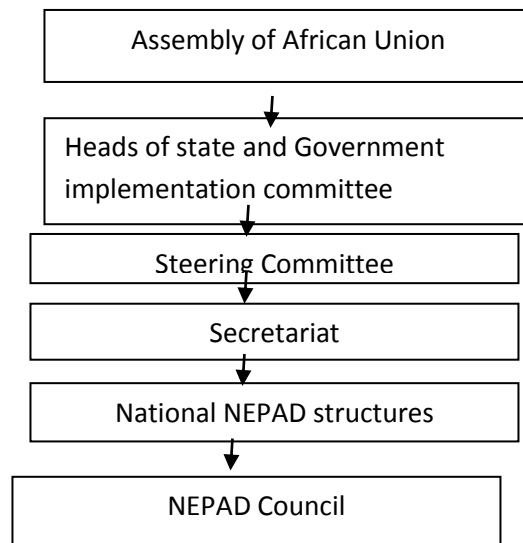 Assembly of African Union
Heads of state and Government
implementation committee
Steering Committee
Secretariat
National NEPAD structures
NEPAD Council